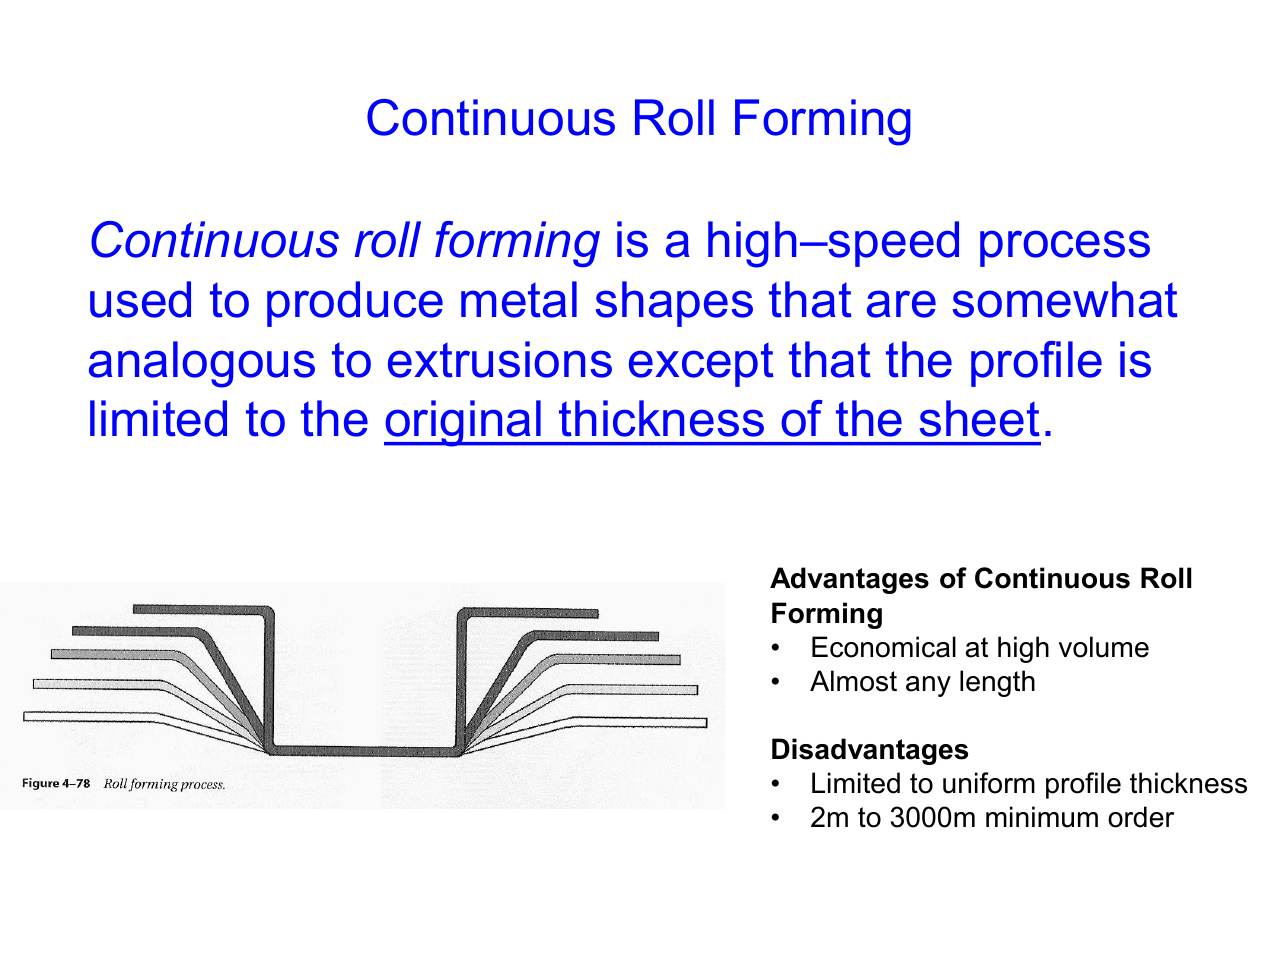 Continuous Roll Forming
Continuous roll forming is a high–speed process
used to produce metal shapes that are somewhat
analogous to extrusions except that the profile is
limited to the original thickness of the sheet.
Figure 4–78 Roll forming process.
Advantages of Continuous Roll
Forming
• Economical at high volume
• Almost any length
Disadvantages
• Limited to uniform profile thickness
• 2m to 3000m minimum order